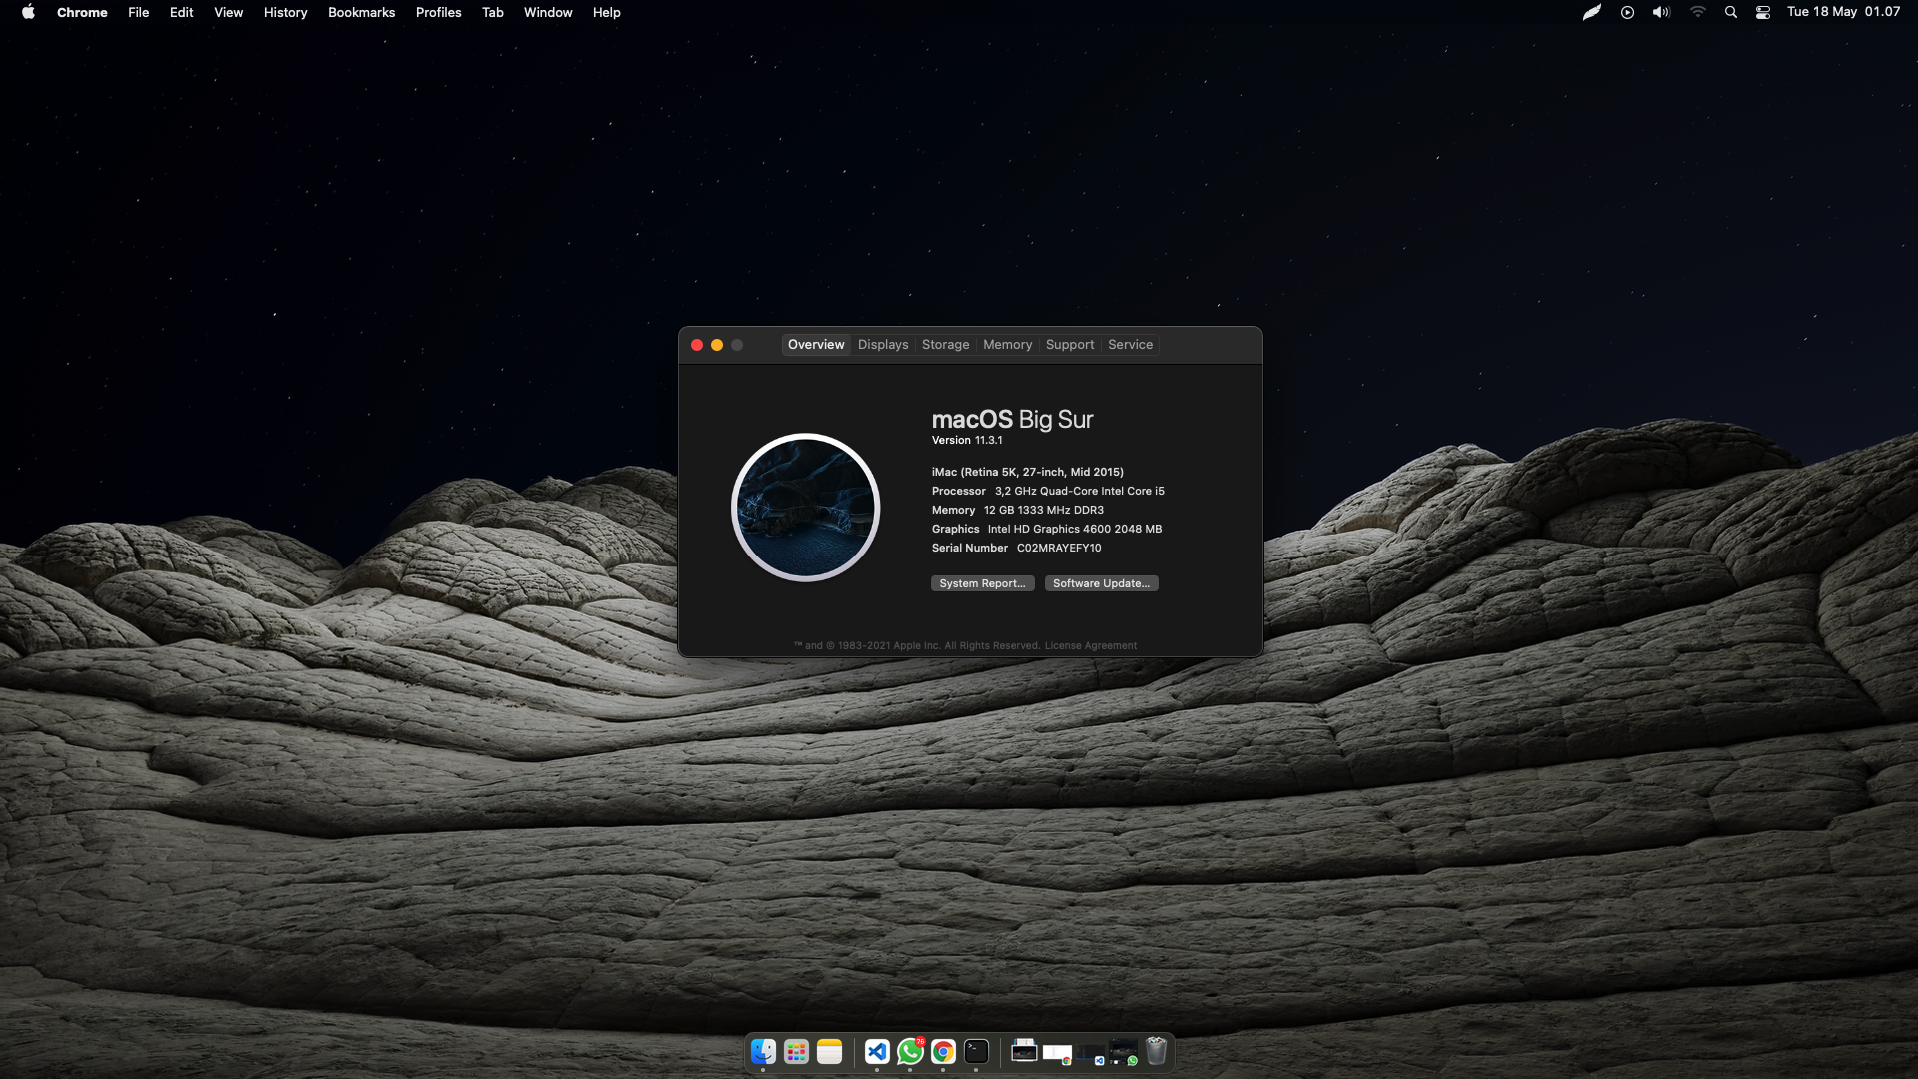 Chrome File Edit View History Bookmarks Profiles Tab Window Help Tue 18 May 01.07
Overview Displays Storage Memory Support Service
macOS Big Sur
Version 11.3.1
iMac (Retina 5K, 27-inch, Mid 2015)
Processor 3,2 GHz Quad-Core Intel Core i5
Memory 12 GB 1333 MHz DDR3
Graphics Intel HD Graphics 4600 2048 MB
Serial Number C02MRAYEFY10
System Report... Software Update...
™ and © 1983-2021 Apple Inc. All Rights Reserved. License Agreement
76